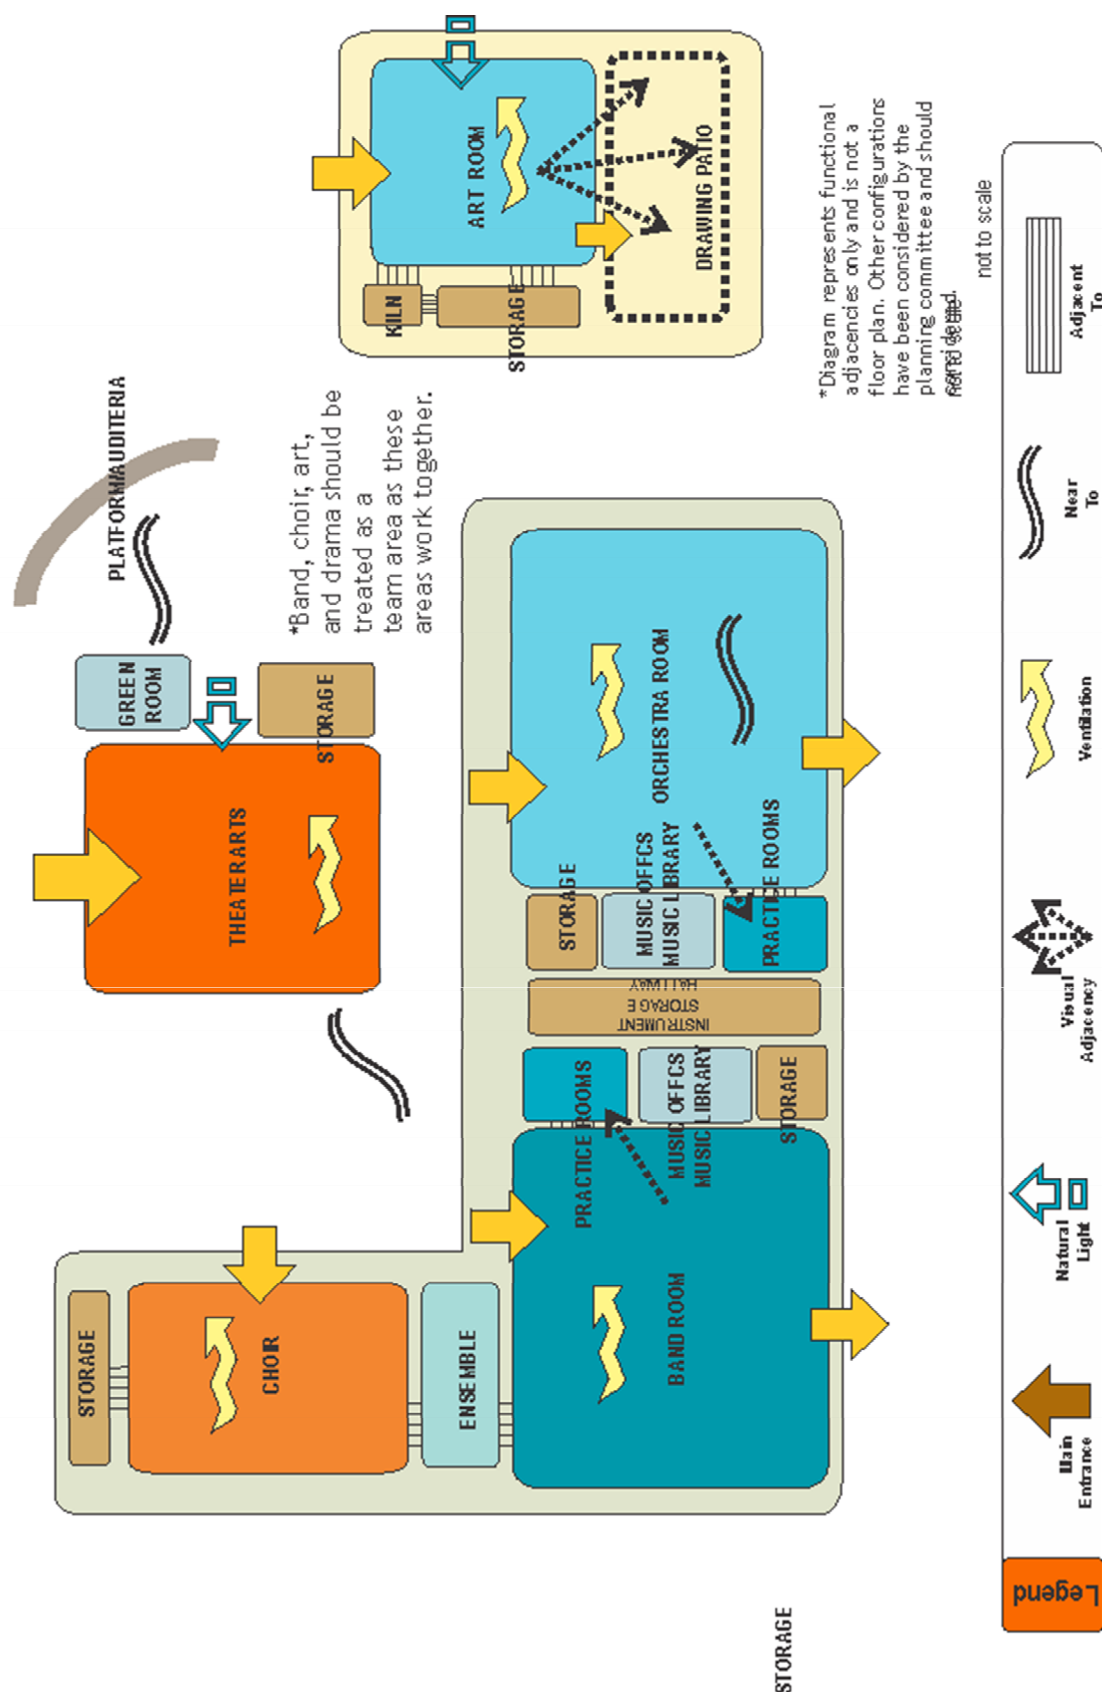 PLATFORM/AUDITERIA
GREEN
ROOM
STORAGE
THEATER ARTS
*Band, choir, art,
and drama should be
treated as a
team area as these
areas work together.
KILN
STORAGE
ART ROOM
DRAWING PATIO
*Diagram represents functional
adjacencies only and is not a
floor plan. Other configurations
have been considered by the
planning committee and should
not to scale
STORAGE
CHOIR
ENSEMBLE
BAND ROOM
PRACTICE ROOMS
MUSIC OFFCS
MUSIC LIBRARY
STORAGE
INSTRUMENT
STORAGE
HALLWAY
STORAGE
MUSIC OFFCS
MUSIC LIBRARY
PRACTICE ROOMS
ORCHESTRA ROOM
STORAGE
Legend
Main
Entrance
Natural
Light
Visual
Adjacency
Ventilation
Near
To
Adjacent
To